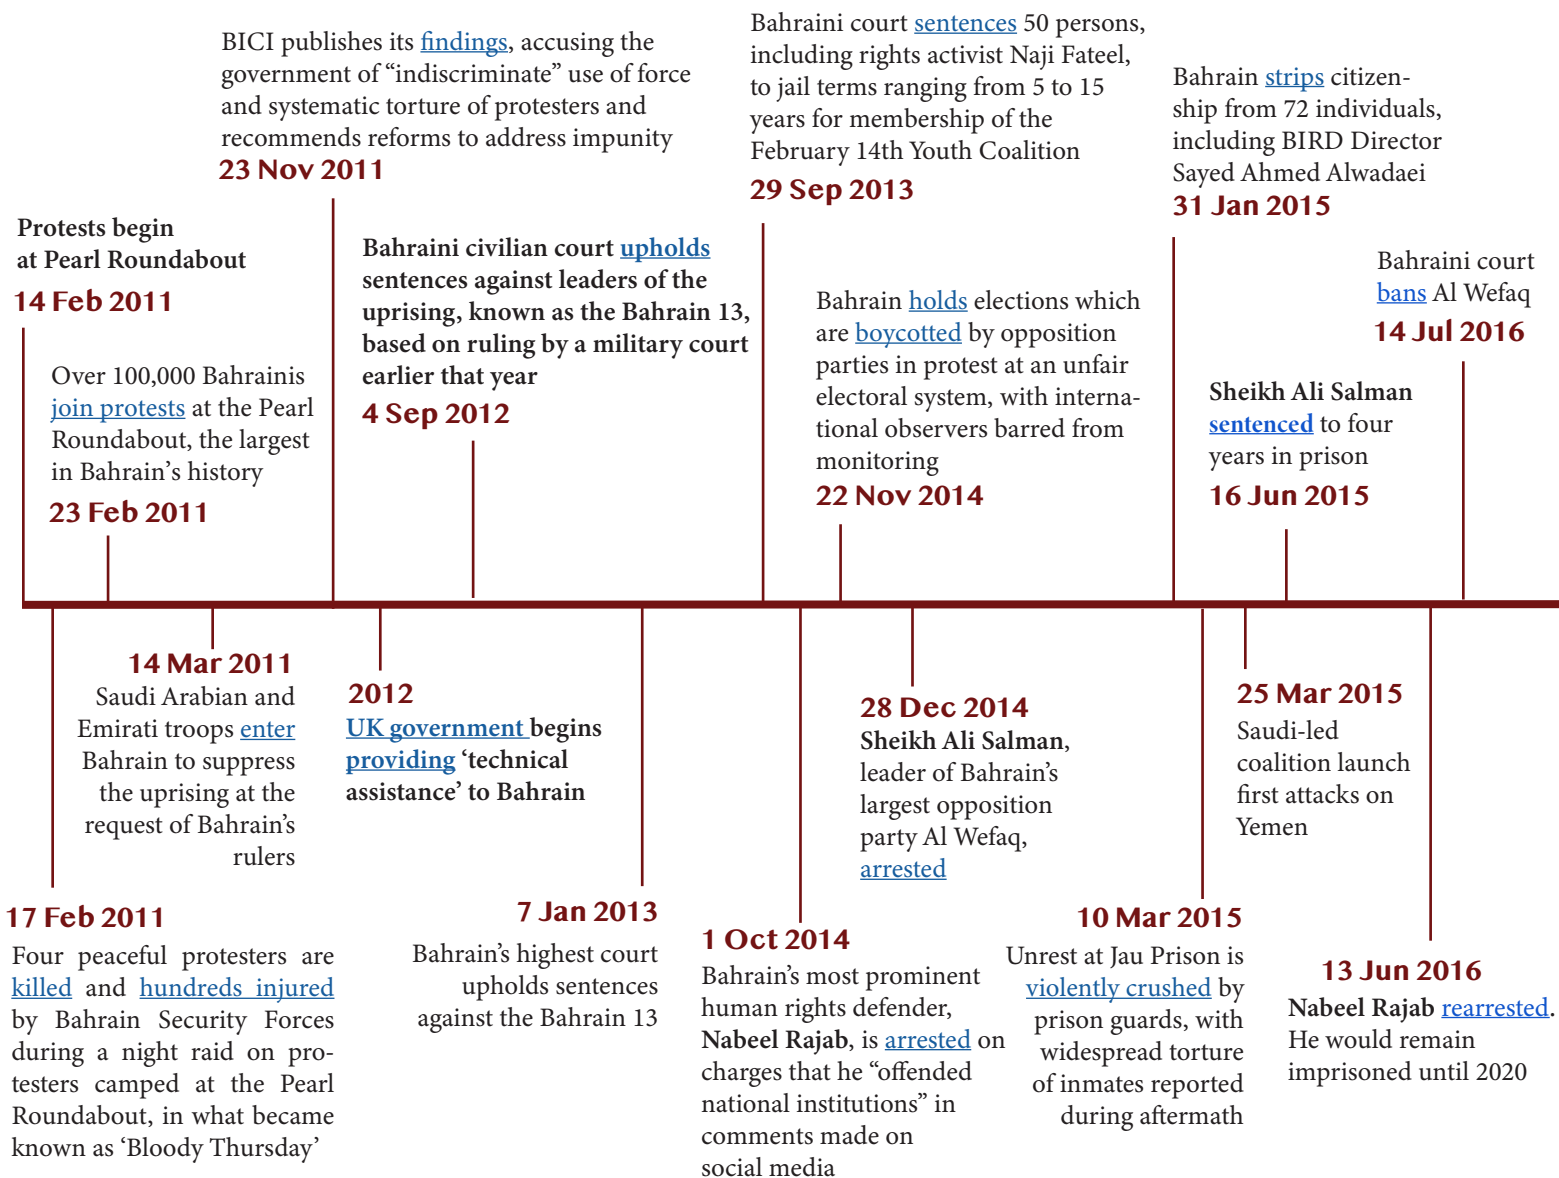 BICI publishes its findings, accusing the
government of “indiscriminate” use of force
and systematic torture of protesters and
recommends reforms to address impunity
23 Nov 2011
Bahraini court sentences 50 persons,
including rights activist Naji Fateel,
to jail terms ranging from 5 to 15
years for membership of the
February 14th Youth Coalition
29 Sep 2013
Bahrain strips citizen-
ship from 72 individuals,
including BIRD Director
Sayed Ahmed Alwadaei
31 Jan 2015
Protests begin
at Pearl Roundabout
14 Feb 2011
Bahraini civilian court upholds
sentences against leaders of the
uprising, known as the Bahrain 13,
based on ruling by a military court
earlier that year
4 Sep 2012
Bahrain holds elections which
are boycotted by opposition
parties in protest at an unfair
electoral system, with interna-
tional observers barred from
monitoring
22 Nov 2014
Bahraini court
bans Al Wefaq
14 Jul 2016
Over 100,000 Bahrainis
join protests at the Pearl
Roundabout, the largest
in Bahrain’s history
23 Feb 2011
Sheikh Ali Salman
sentenced to four
years in prison
16 Jun 2015
14 Mar 2011
Saudi Arabian and
Emirati troops enter
Bahrain to suppress
the uprising at the
request of Bahrain’s
rulers
2012
UK government begins
providing ‘technical
assistance’ to Bahrain
28 Dec 2014
Sheikh Ali Salman,
leader of Bahrain’s
largest opposition
party Al Wefaq,
arrested
25 Mar 2015
Saudi-led
coalition launch
first attacks on
Yemen
17 Feb 2011
Four peaceful protesters are
killed and hundreds injured
by Bahrain Security Forces
during a night raid on pro-
testers camped at the Pearl
Roundabout, in what became
known as ‘Bloody Thursday’
7 Jan 2013
Bahrain’s highest court
upholds sentences
against the Bahrain 13
1 Oct 2014
Bahrain’s most prominent
human rights defender,
Nabeel Rajab, is arrested on
charges that he “offended
national institutions” in
comments made on
social media
10 Mar 2015
Unrest at Jau Prison is
violently crushed by
prison guards, with
widespread torture
of inmates reported
during aftermath
13 Jun 2016
Nabeel Rajab rearrested.
He would remain
imprisoned until 2020